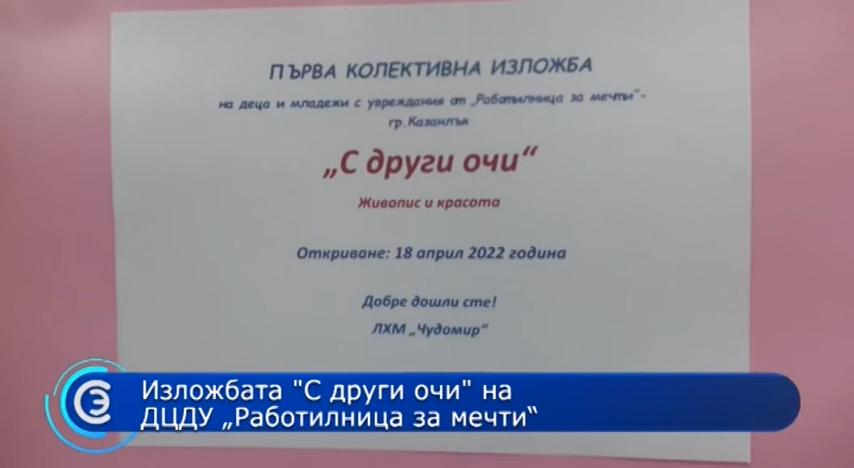 ПЪРВА КОЛЕКТИВНА ИЗЛОЖБА
на деца и младежи с увреждания от „Работилница за мечти"-
гр.Казанлък
„С други очи“
Живопис и красота
Откриване: 18 април 2022 година
Добре дошли сте!
ЛХМ „Чудомир“
Изложбата "С други очи" на
ДЦДУ „Работилница за мечти“